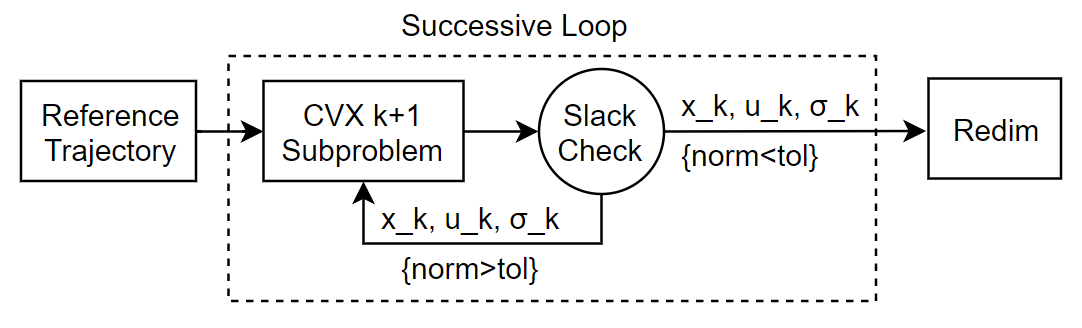 Successive Loop
Reference
Trajectory
CVX k+1
Subproblem
Slack
Check
x_k, u_k, σ_k
{norm<tol}
Redim
x_k, u_k, σ_k
{norm>tol}